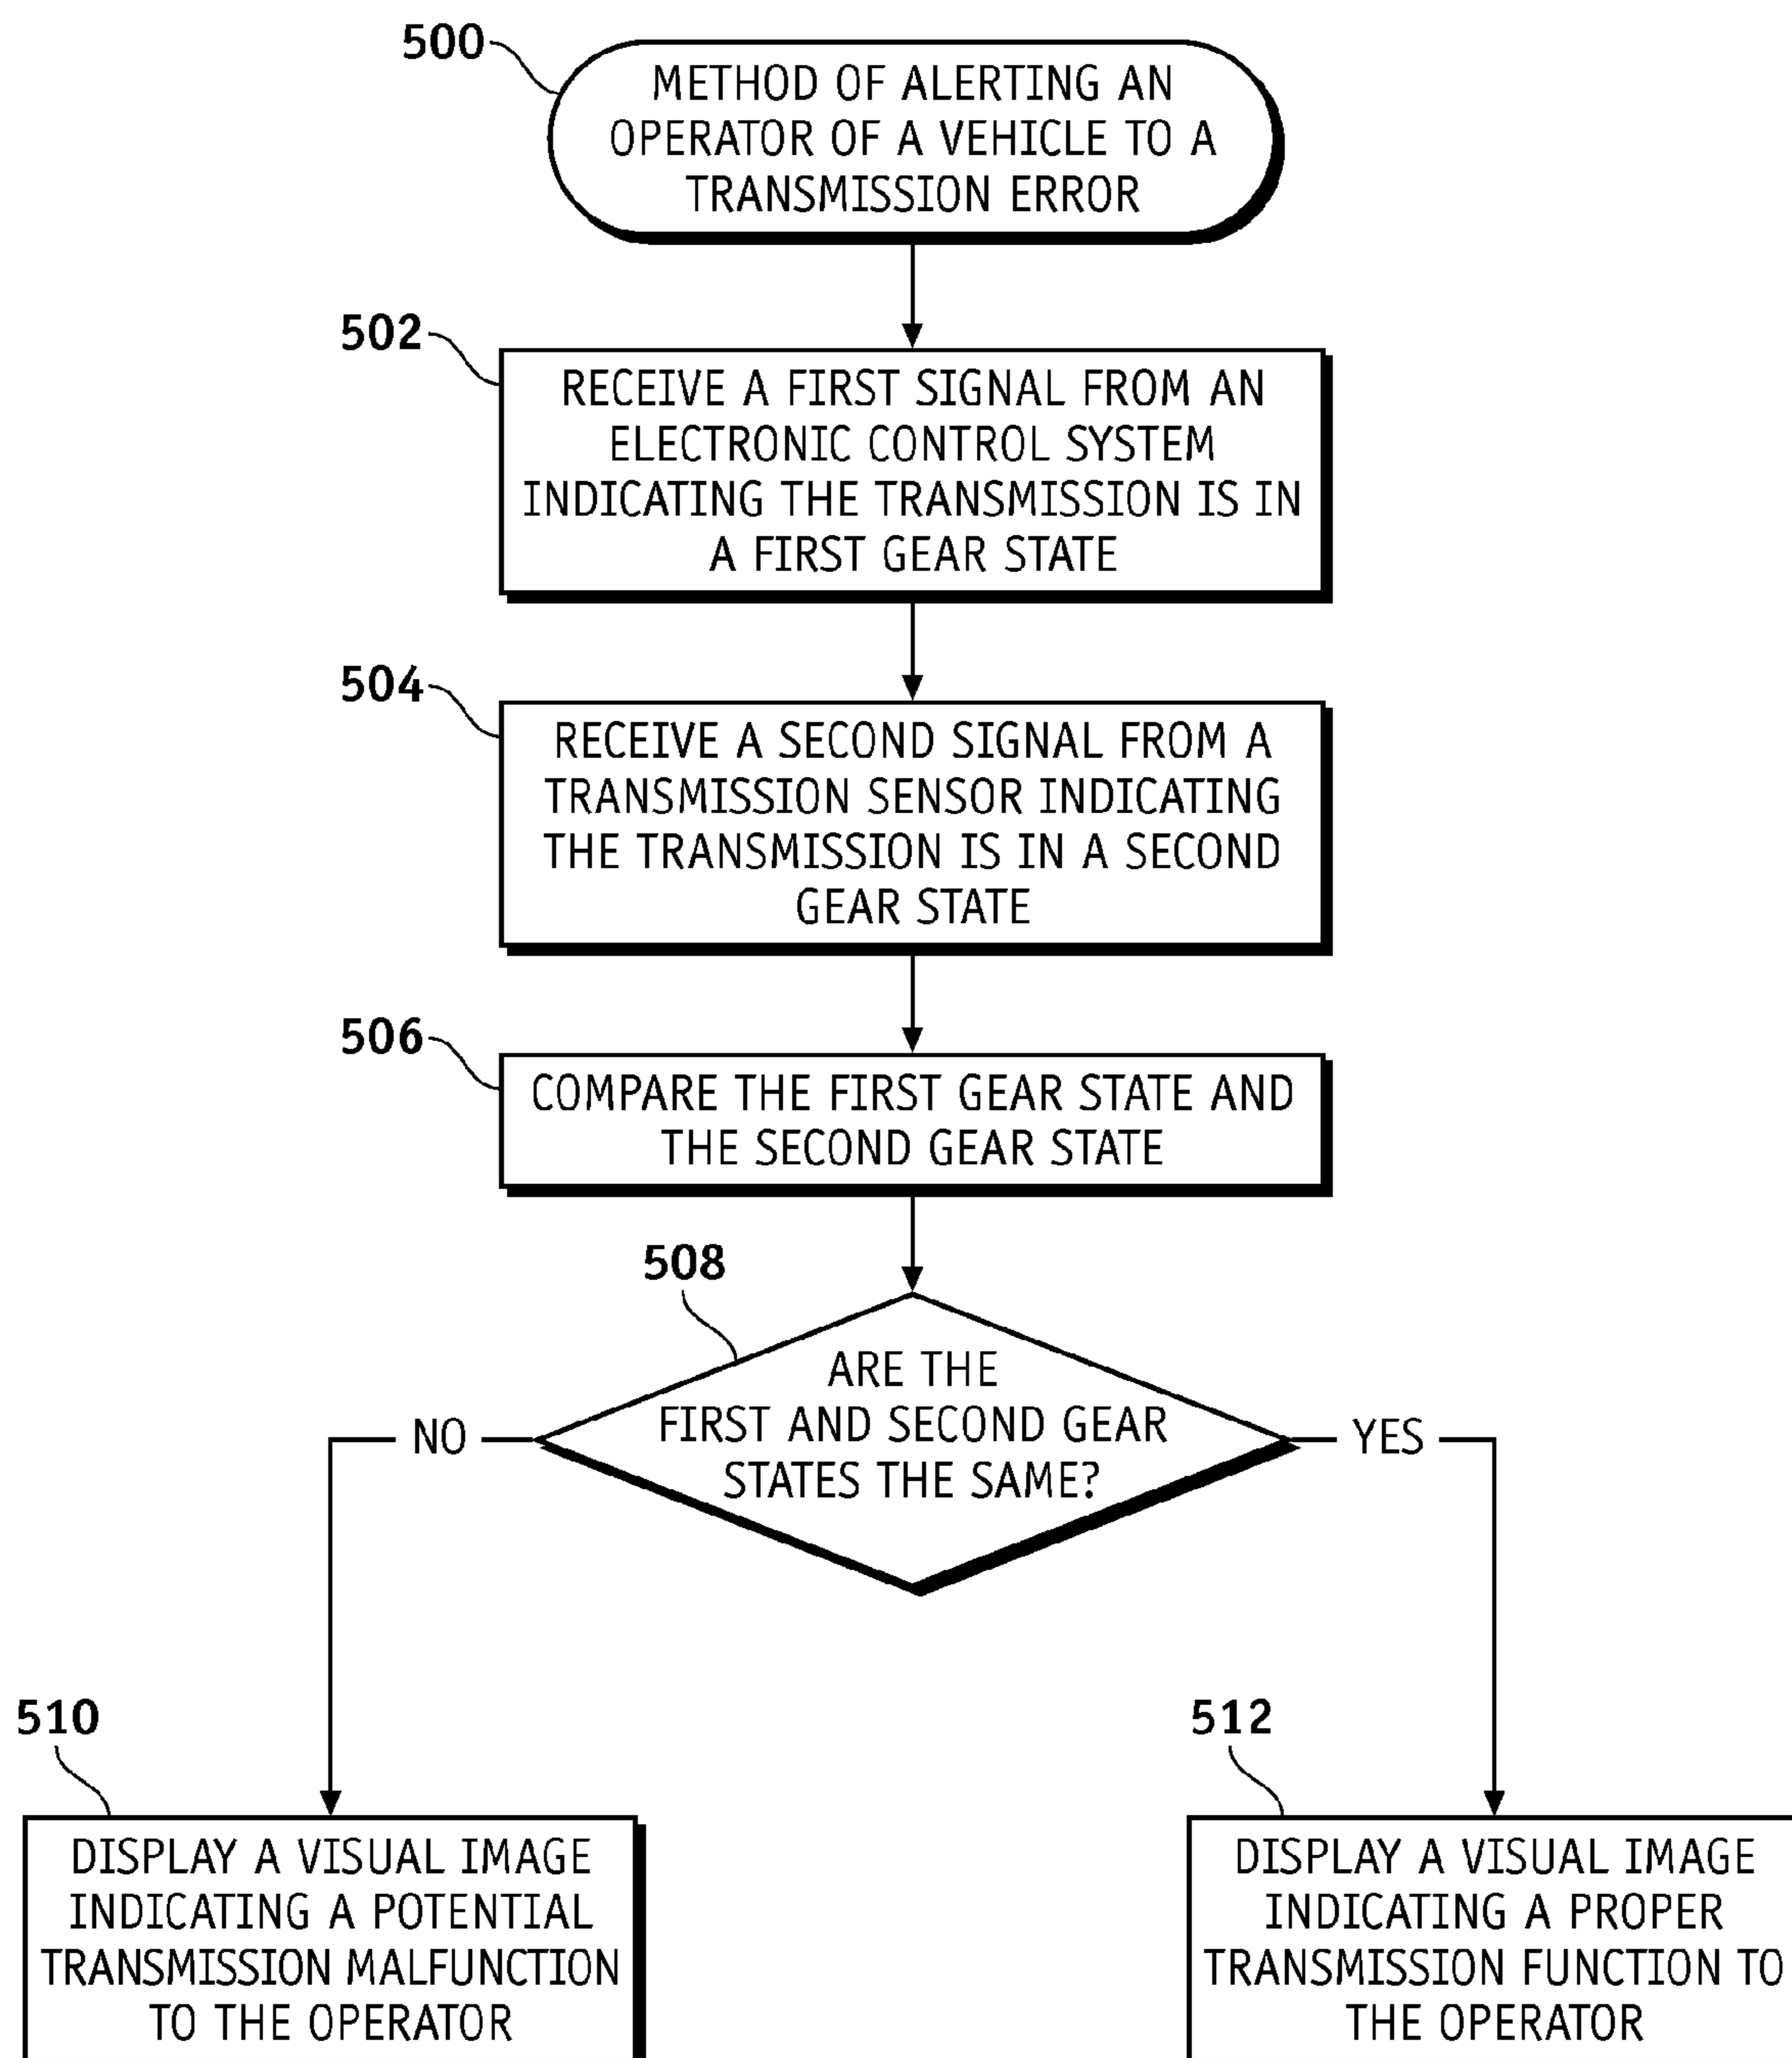 500
METHOD OF ALERTING AN
OPERATOR OF A VEHICLE TO A
TRANSMISSION ERROR
502
RECEIVE A FIRST SIGNAL FROM AN
ELECTRONIC CONTROL SYSTEM
INDICATING THE TRANSMISSION IS IN
A FIRST GEAR STATE
504
RECEIVE A SECOND SIGNAL FROM A
TRANSMISSION SENSOR INDICATING
THE TRANSMISSION IS IN A SECOND
GEAR STATE
506
COMPARE THE FIRST GEAR STATE AND
THE SECOND GEAR STATE
508
ARE THE
FIRST AND SECOND GEAR
STATES THE SAME?
NO
YES
510
DISPLAY A VISUAL IMAGE
INDICATING A POTENTIAL
TRANSMISSION MALFUNCTION
TO THE OPERATOR
512
DISPLAY A VISUAL IMAGE
INDICATING A PROPER
TRANSMISSION FUNCTION TO
THE OPERATOR